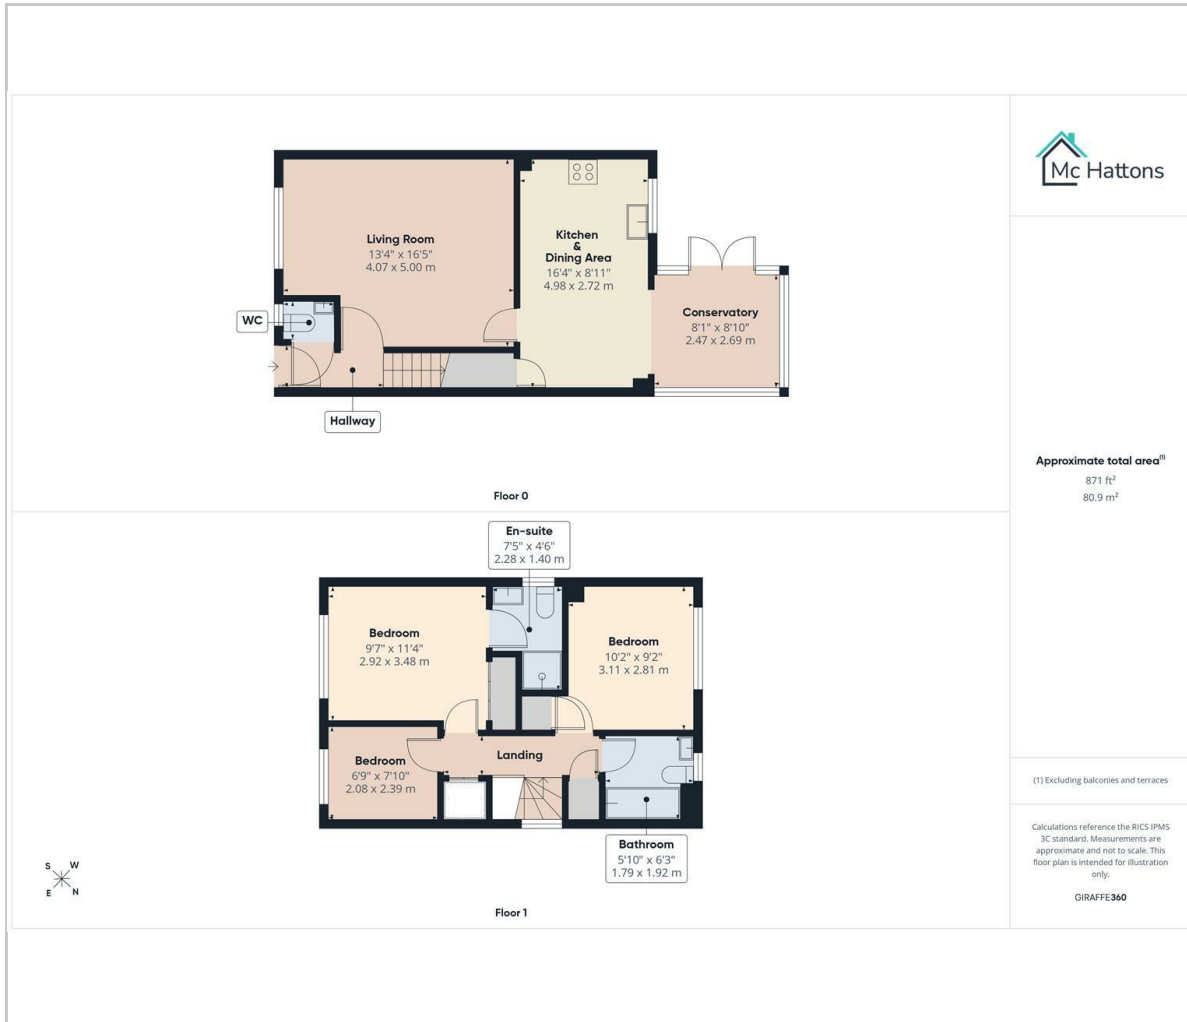 Mc Hattons
Living Room
13'4" x 16'5"
4.07 x 5.00 m
Kitchen
&
Dining Area
16'4" x 8'11"
4.98 x 2.72 m
WC
Conservatory
8'1" x 8'10"
2.47 x 2.69 m
Hallway
Floor 0
Approximate total area(1)
871 ft²
80.9 m²
En-suite
7'5" x 4'6"
2.28 x 1.40 m
Bedroom
9'7" x 11'4"
2.92 x 3.48 m
Bedroom
10'2" x 9'2"
3.11 x 2.81 m
Landing
Bedroom
6'9" x 7'10"
2.08 x 2.39 m
Bathroom
5'10" x 6'3"
1.79 x 1.92 m
S W
E N
Floor 1
(1) Excluding balconies and terraces
Calculations reference the RICS IPMS
3C standard. Measurements are
approximate and not to scale. This
floor plan is intended for illustration
only.
GIRAFFE360